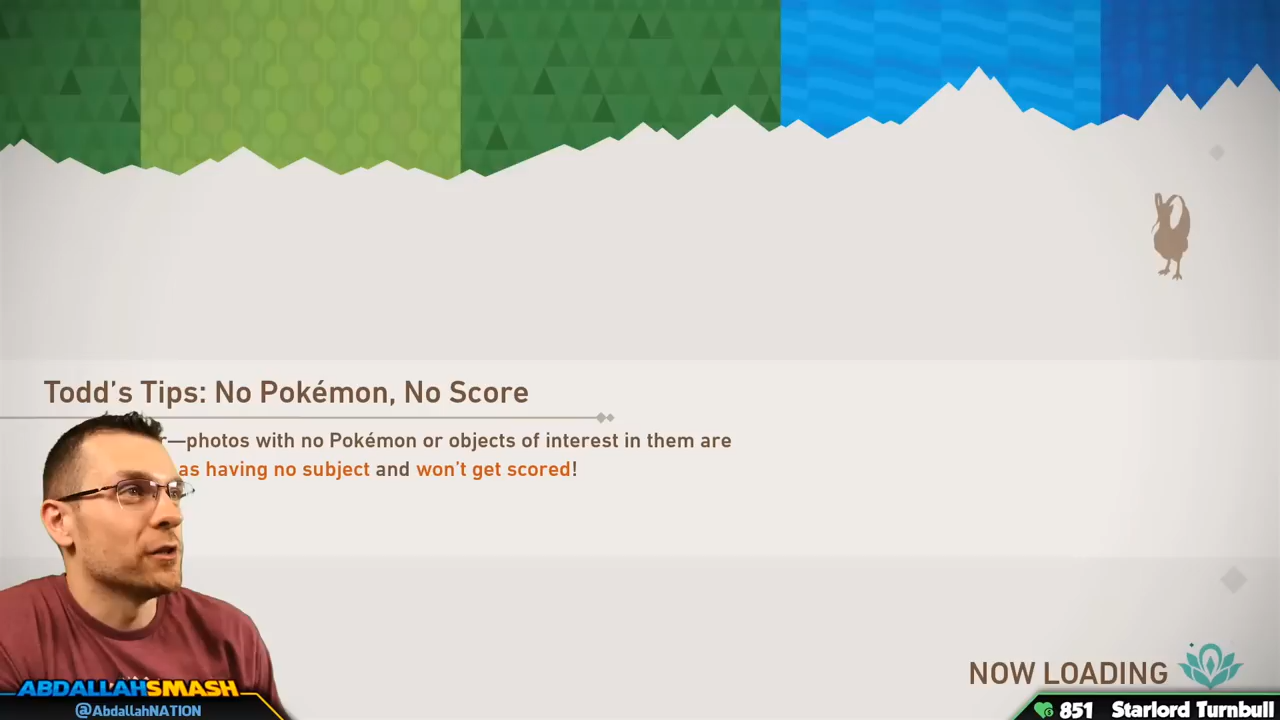 Todd's Tips: No Pokémon, No Score
r—photos with no Pokémon or objects of interest in them are
as having no subject and won't get scored!
NOW LOADING
ABDALLAHSMASH
@AbdallahNATION
851 Starlord Turnbull